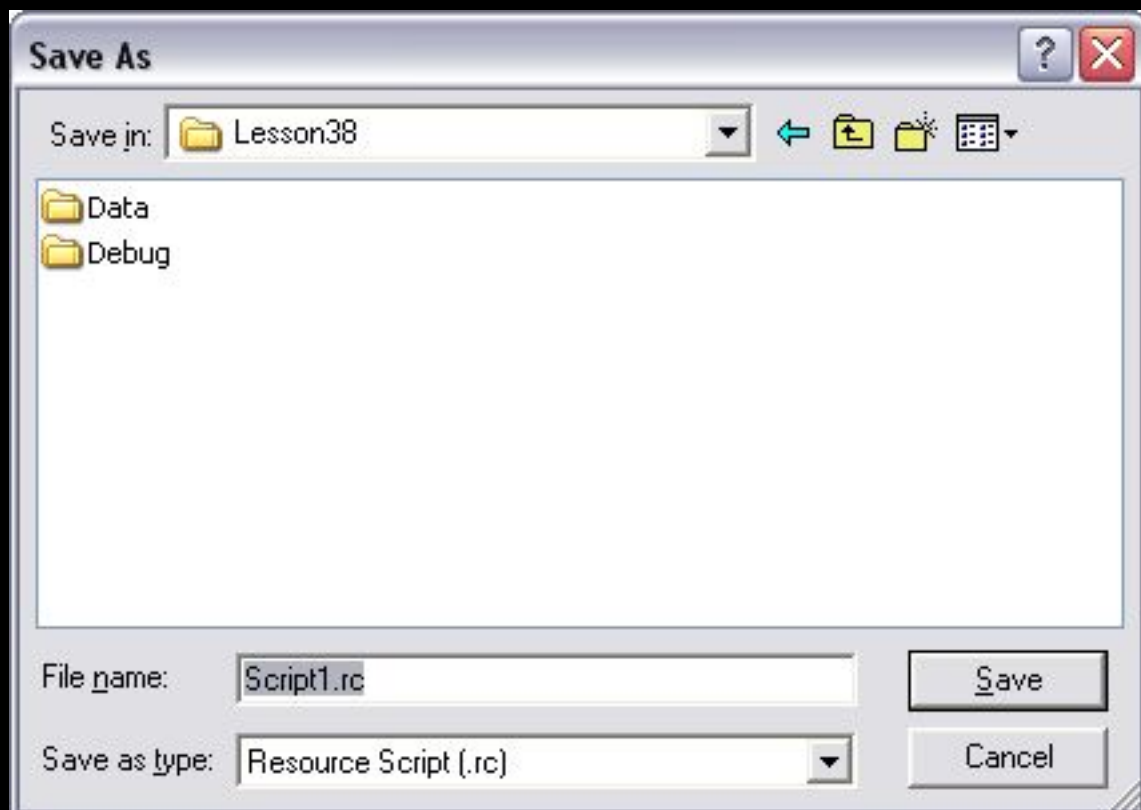 Save As
Save in: Lesson38
Data
Debug
File name: Script1.rc Save
Save as type: Resource Script (.rc) Cancel